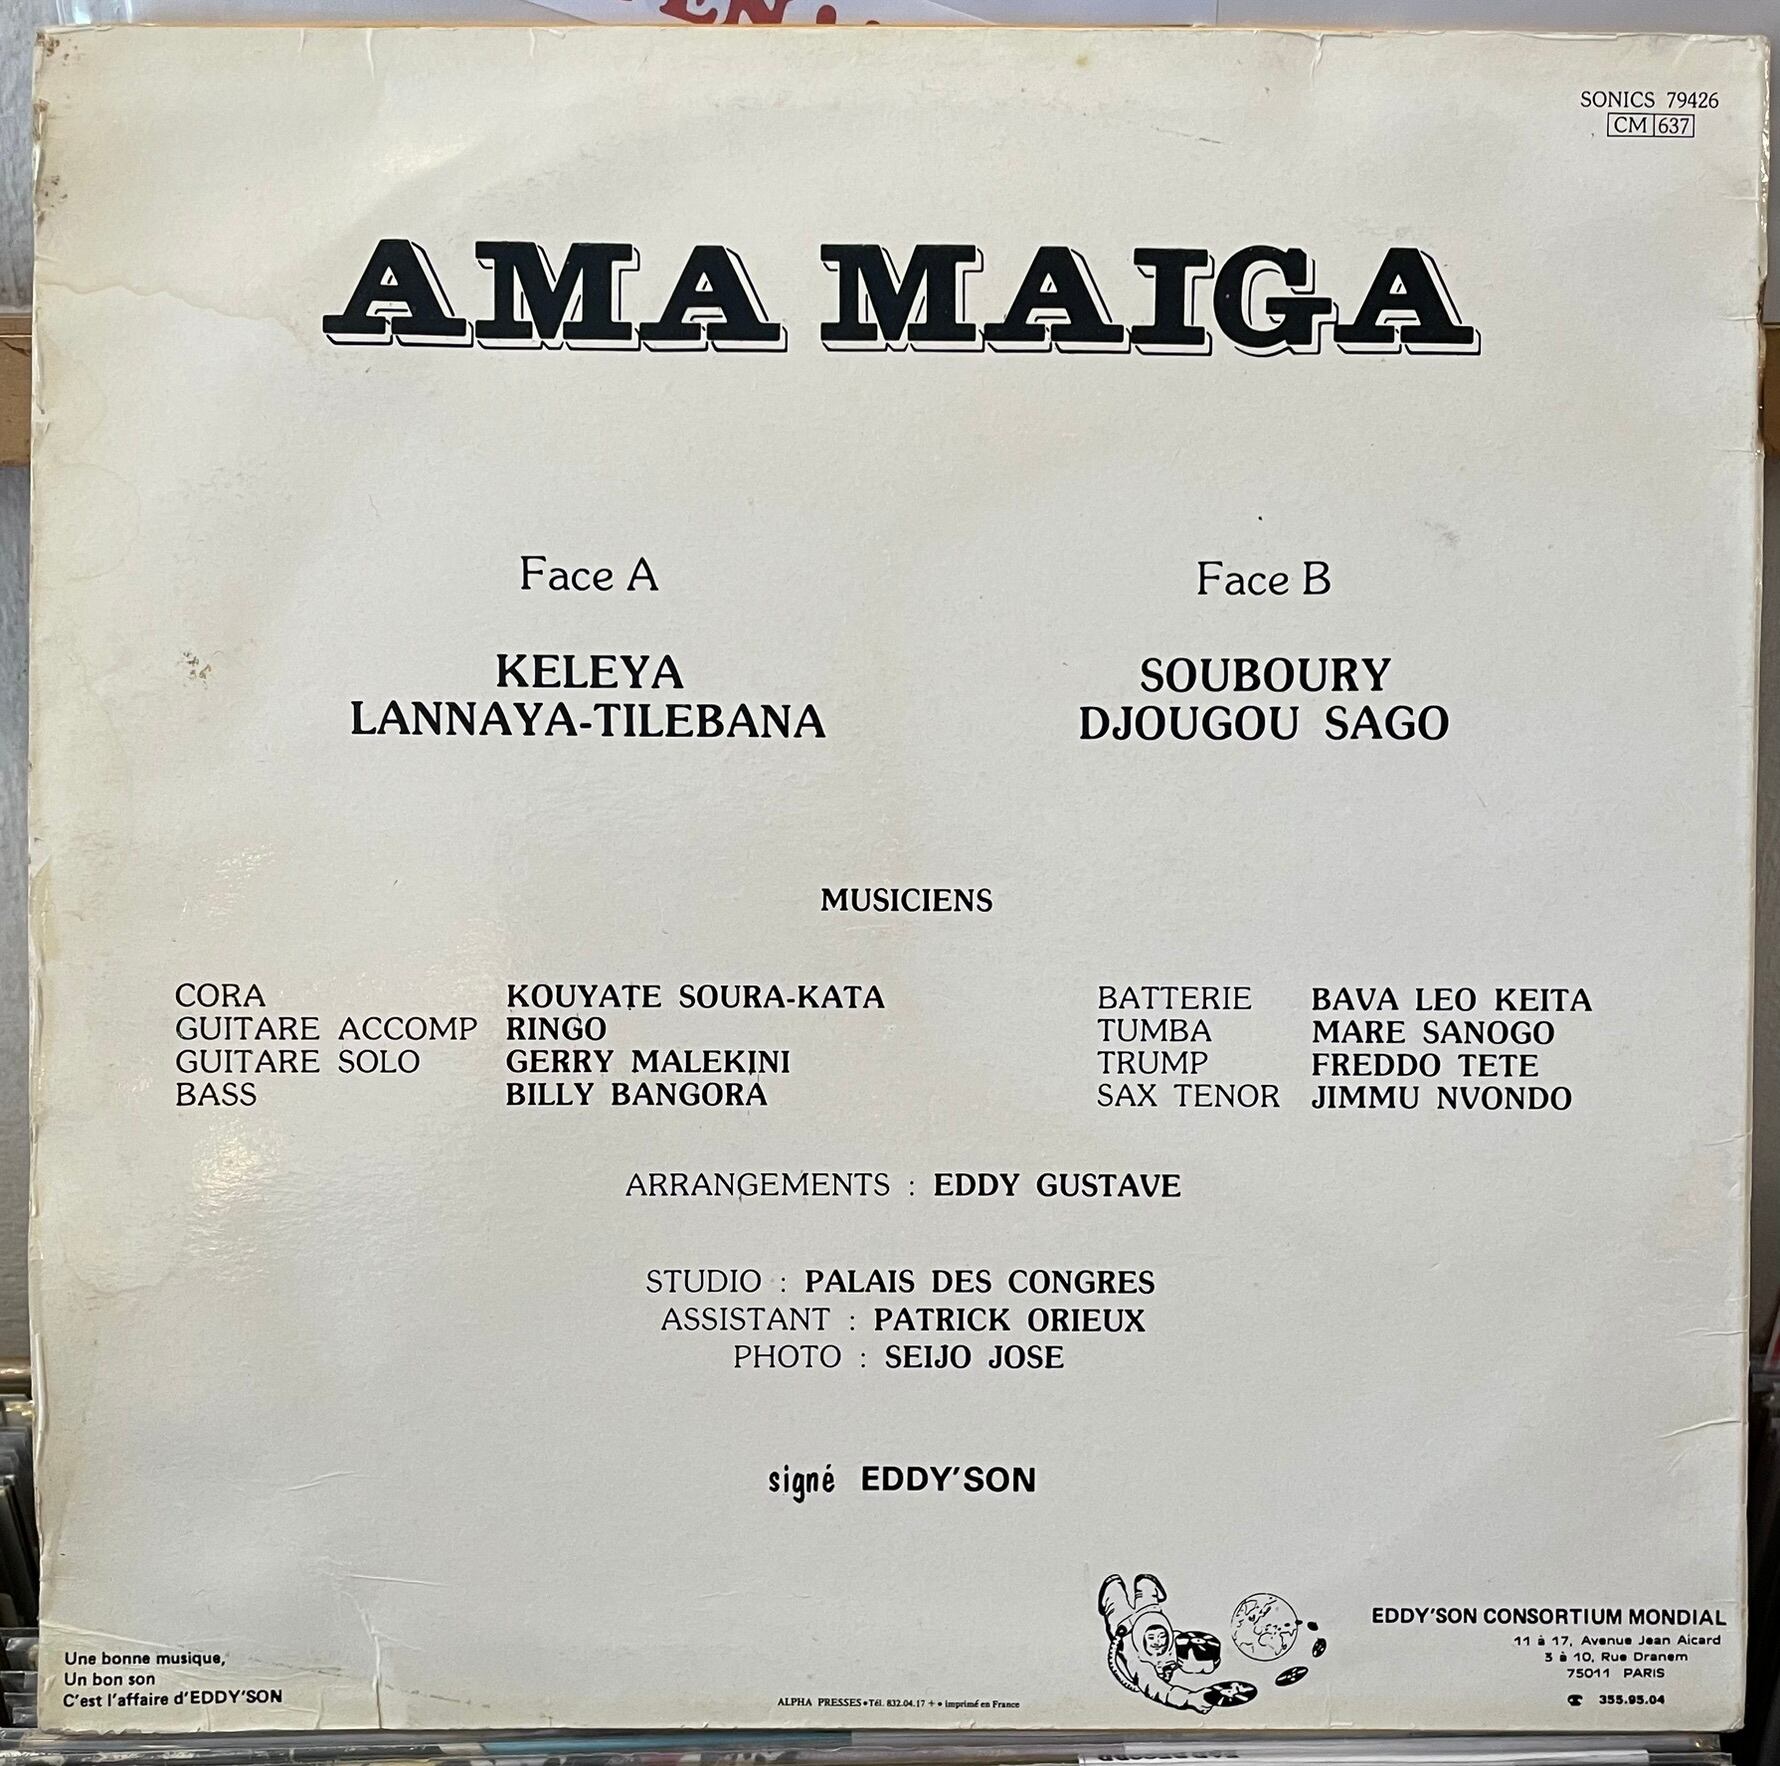 SONICS 79426
CM 637
AMA MAIGA
Face A
KELEYA
LANNAYA-TILEBANA
Face B
SOUBOURY
DJOUGOU SAGO
MUSICIENS
CORA KOUYATE SOURA-KATA
GUITARE ACCOMP RINGO
GUITARE SOLO GERRY MALEKINI
BASS BILLY BANGORA
BATTERIE BAVA LEO KEITA
TUMBA MARE SANOGO
TRUMP FREDDO TETE
SAX TENOR JIMMU NVONDO
ARRANGEMENTS : EDDY GUSTAVE
STUDIO : PALAIS DES CONGRES
ASSISTANT : PATRICK ORIEUX
PHOTO : SEIJO JOSE
signé EDDY'SON
Une bonne musique,
Un bon son
C'est l'affaire d'EDDY'SON
ALPHA PRESSES • Tél. 832.04.17 + • imprimé en France
EDDY'SON CONSORTIUM MONDIAL
11 à 17, Avenue Jean Aicard
3 à 10, Rue Dranem
75011 PARIS
☎ 355.95.04